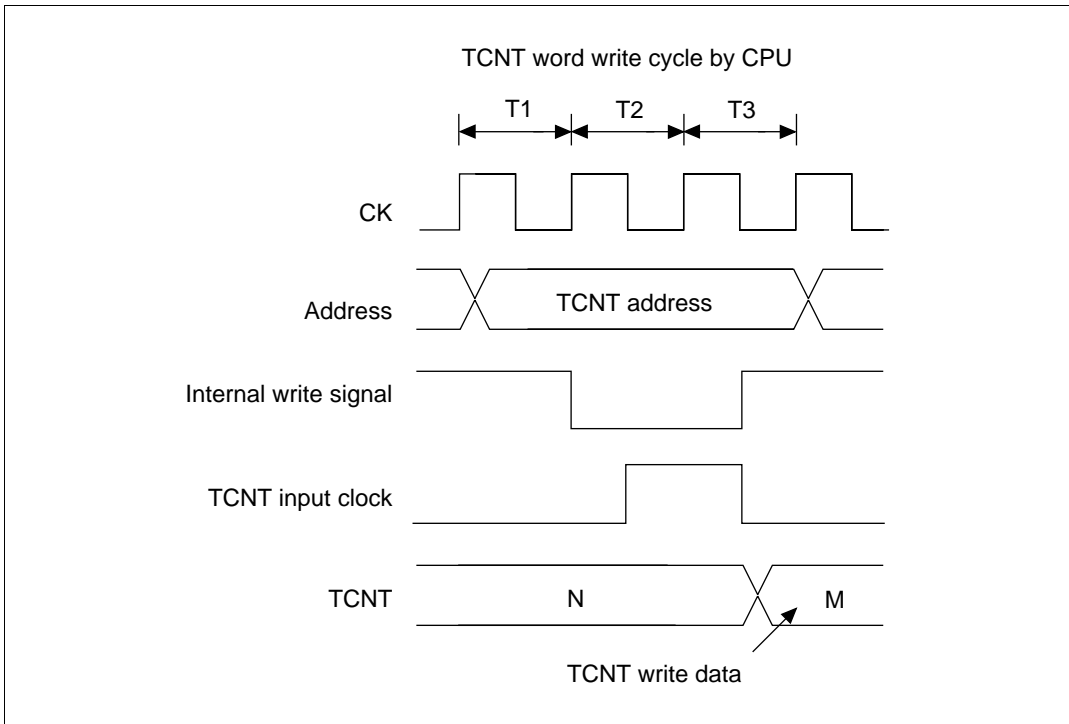 TCNT word write cycle by CPU
T1 T2 T3
CK
Address
TCNT address
Internal write signal
TCNT input clock
TCNT
N
M
TCNT write data